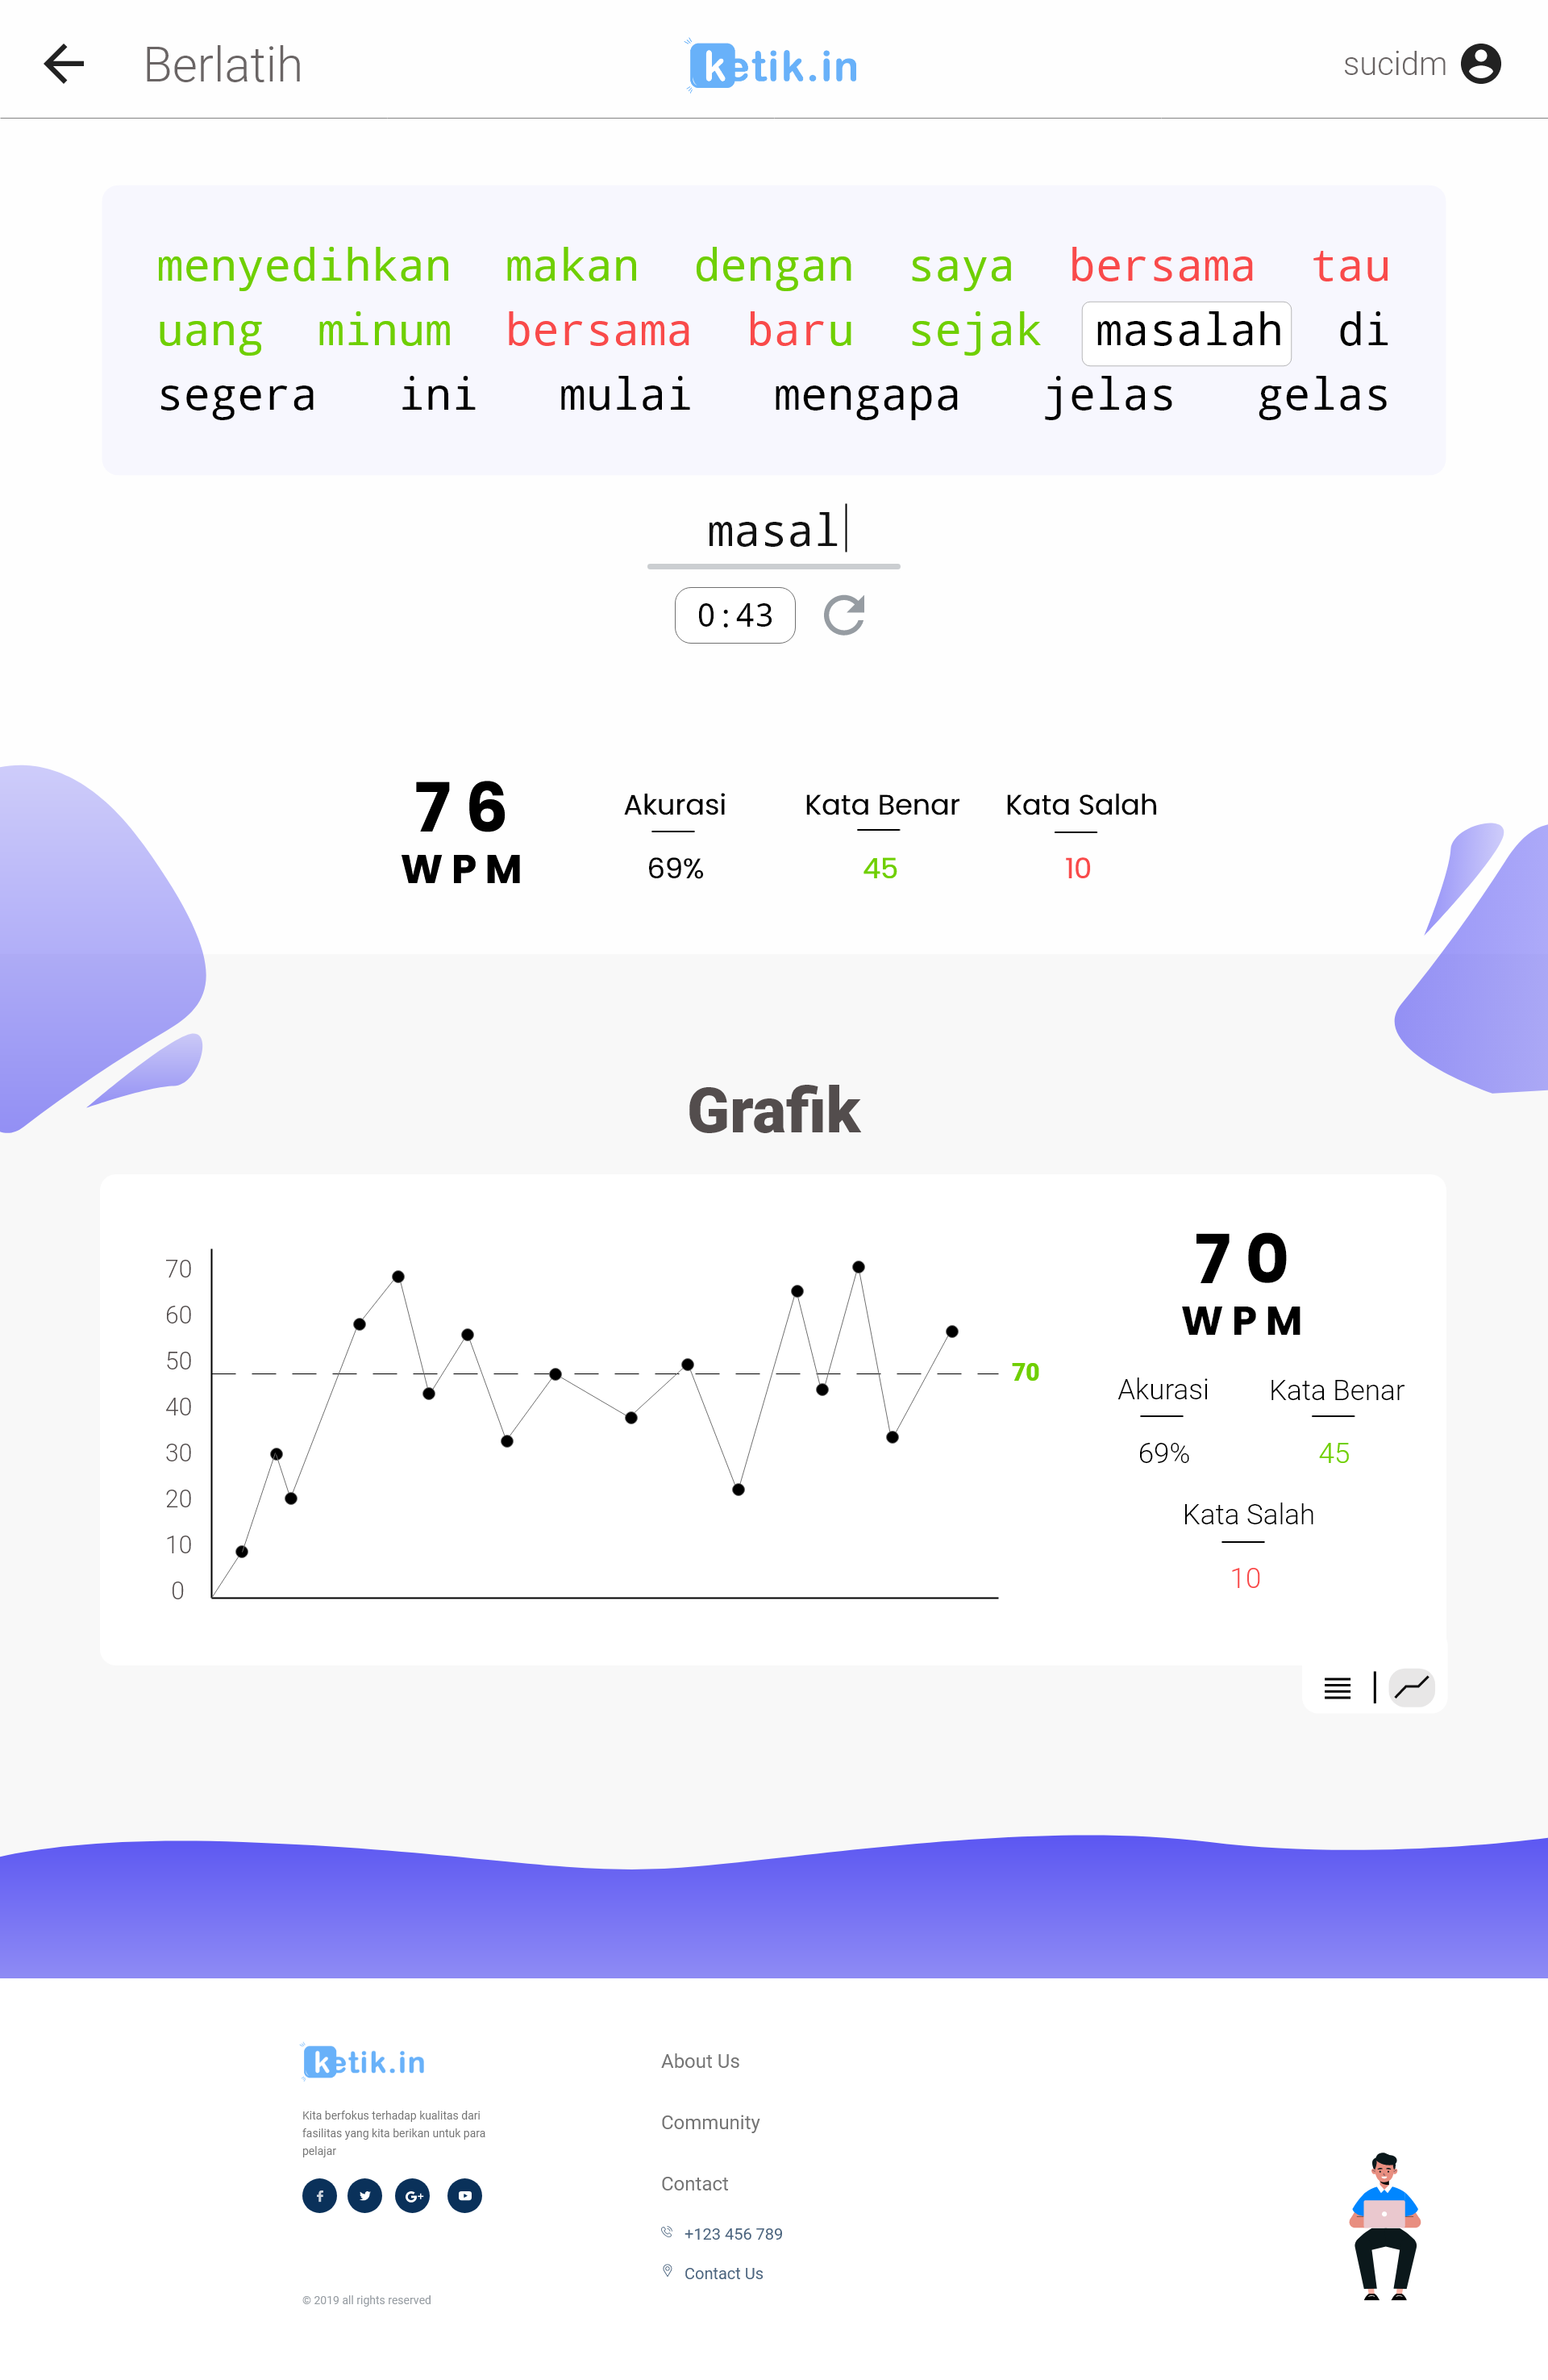 Berlatih
ketik.in
sucidm
menyedihkan makan dengan saya bersama tau
uang minum bersama baru sejak masalah di
segera ini mulai mengapa jelas gelas
masal
0:43
76
WPM
Akurasi
69%
Kata Benar
45
Kata Salah
10
Grafik
70
60
50
40
30
20
10
0
70
70
WPM
Akurasi
69%
Kata Benar
45
Kata Salah
10
ketik.in
Kita berfokus terhadap kualitas dari
fasilitas yang kita berikan untuk para
pelajar
f
G+
© 2019 all rights reserved
About Us
Community
Contact
+123 456 789
Contact Us